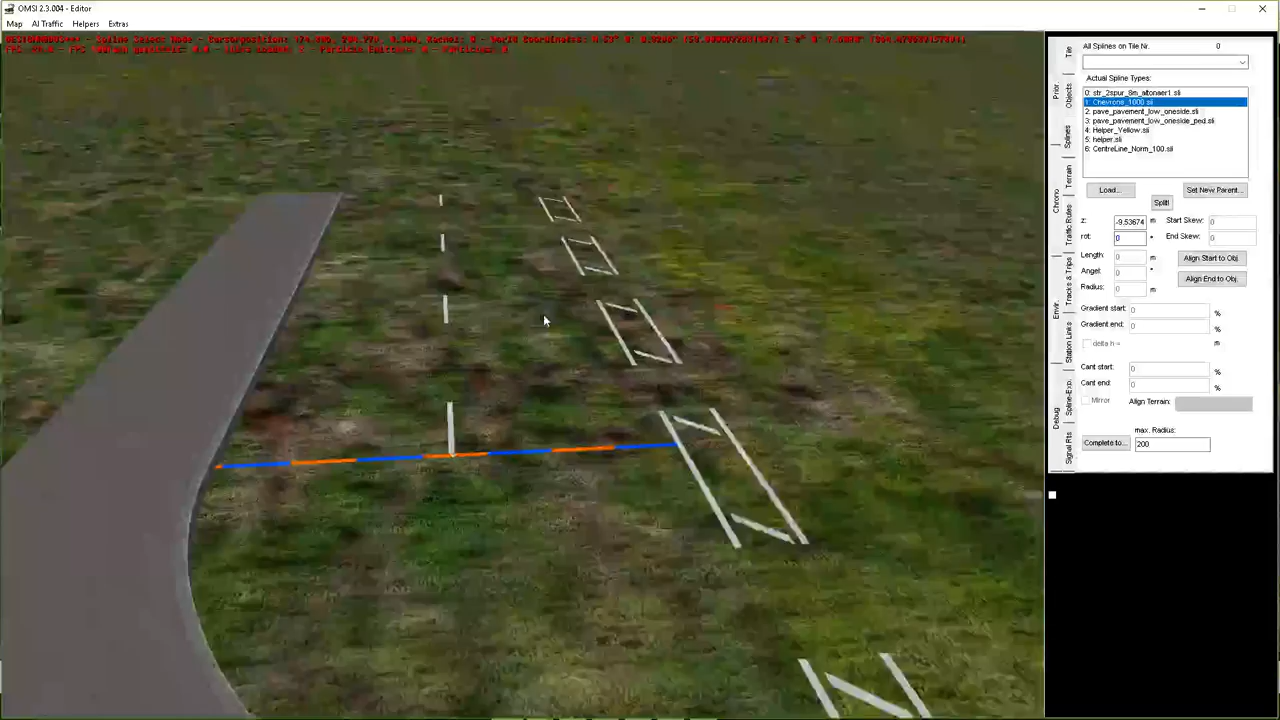 OMSI 2.3.004 - Editor
Map AI Traffic Helpers Extras
All Splines on Tile Nr. 0
Actual Spline Types:
0: str_2spur_8m_altonaer1.sli
1: Chevrons_1000.sli
2: pave_pavement_low_oneside.sli
3: pave_pavement_low_oneside_ped.sli
4: Helper_Yellow.sli
5: helper.sli
6: CentreLine_Norm_100.sli
Load... Set New Parent...
Split!
z: -9.53674 m Start Skew: 0
rot: 0 ° End Skew: 0
Length: 0 m Align Start to Obj.
Angel: 0 ° Align End to Obj.
Radius: 0 m
Gradient start: 0 %
Gradient end: 0 %
delta h = m
Cant start: 0 %
Cant end: 0 %
Mirror Align Terrain:
max. Radius:
Complete to... 200
Tile
Prior.
Objects
Splines
Terrain
Chrono
Traffic Rules
Tracks & Trips
Envir.
Station Links
Spline-Exp.
Debug
Signal Rts